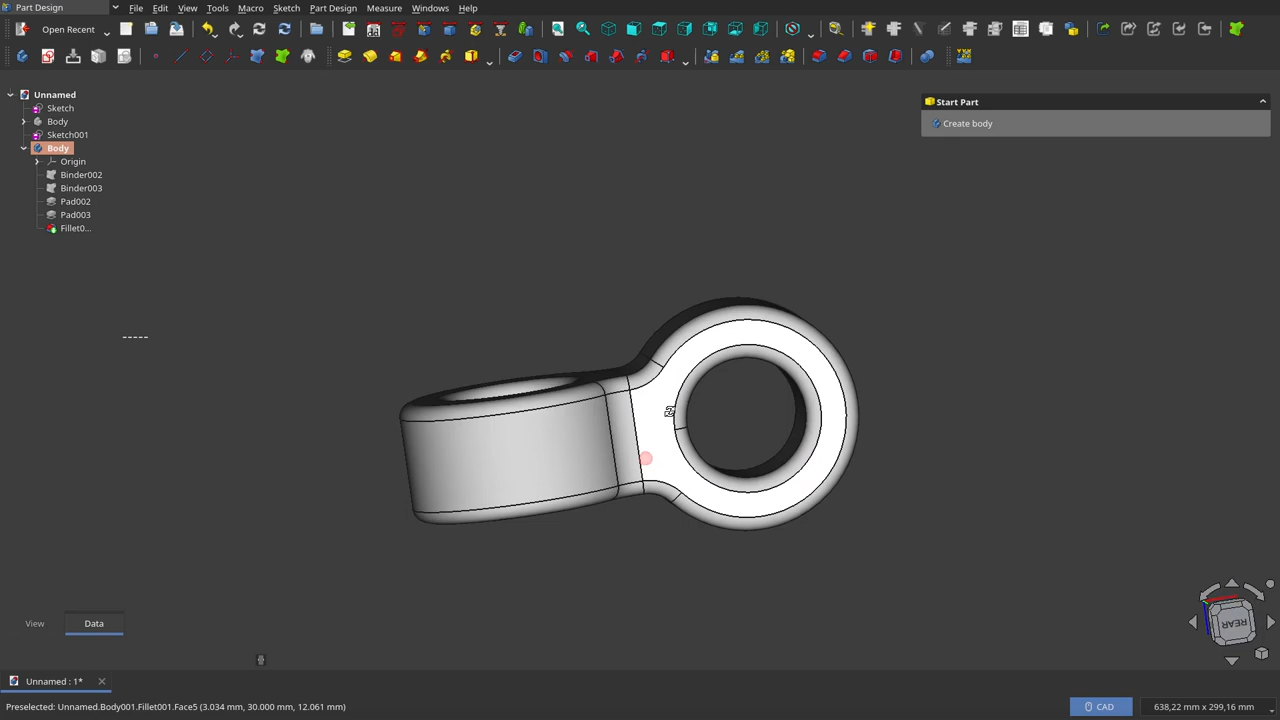 Part Design
File Edit View Tools Macro Sketch Part Design Measure Windows Help
Open Recent
Unnamed
Sketch
Body
Sketch001
Body
Origin
Binder002
Binder003
Pad002
Pad003
Fillet0...
Start Part
Create body
REAR
View
Data
Unnamed : 1*
Preselected: Unnamed.Body001.Fillet001.Face5 (3.034 mm, 30.000 mm, 12.061 mm)
CAD
638,22 mm x 299,16 mm